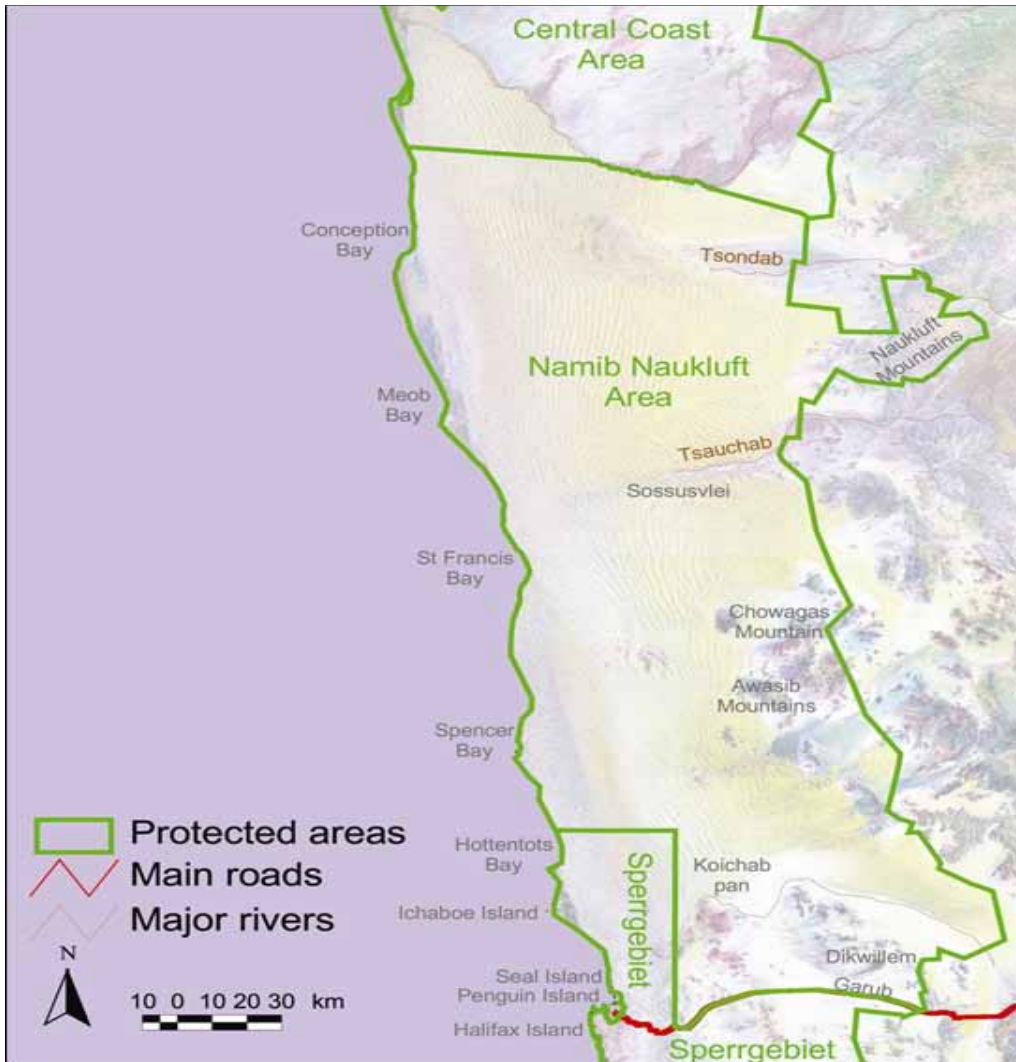 Central Coast
Area
Conception
Bay
Tsondab
Naukluft
Mountains
Namib Naukluft
Area
Meob
Bay
Tsauchab
Sossusvlei
St Francis
Bay
Chowagas
Mountain
Awasib
Mountains
Spencer
Bay
Protected areas
Main roads
Major rivers
N
10 0 10 20 30 km
Hottentots
Bay
Sperrgebiet
Koichab
pan
Ichaboe Island
Dikwillem
Garub
Seal Island
Penguin Island
Halifax Island
Sperrgebiet